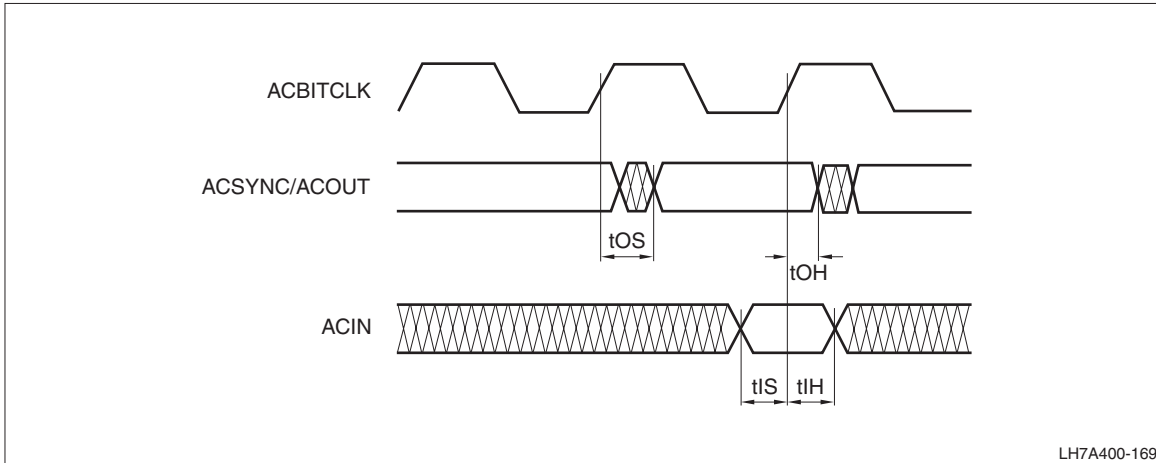 ACBITCLK
ACSYNC/ACOUT
tOS
tOH
ACIN
tIS
tIH
LH7A400-169